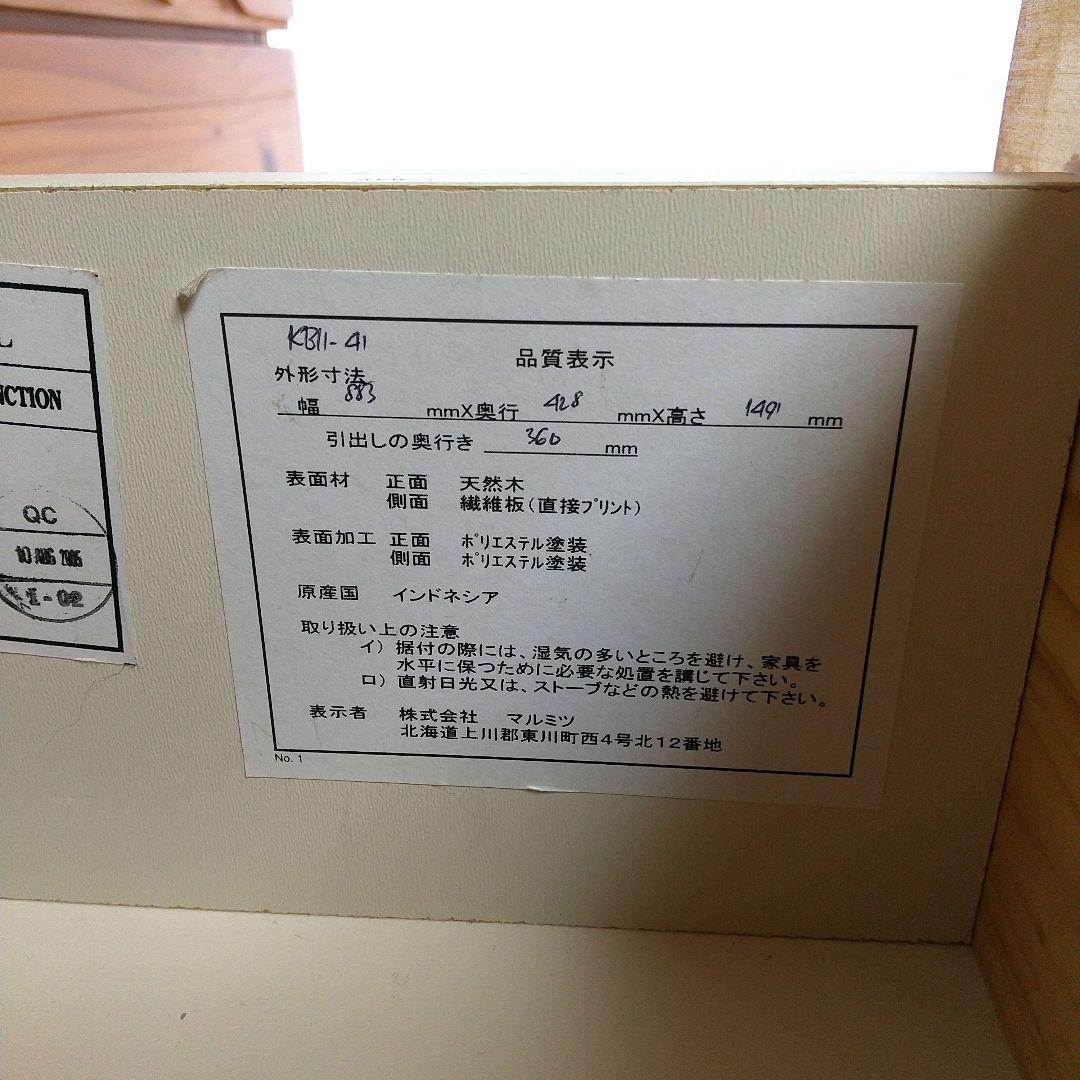 L
NCTION
QC
10 AUG
I-02
KB11-41
品質表示
外形寸法
幅 883 mmX奥行 428 mmX高さ 1491 mm
引出しの奥行き 360 mm
表面材 正面 天然木
側面 繊維板(直接プリント)
表面加工 正面 ポリエステル塗装
側面 ポリエステル塗装
原産国 インドネシア
取り扱い上の注意
イ)据付の際には、湿気の多いところを避け、家具を
水平に保つために必要な処置を講じて下さい。
ロ)直射日光又は、ストーブなどの熱を避けて下さい。
表示者 株式会社 マルミツ
北海道上川郡東川町西4号北12番地
No. 1